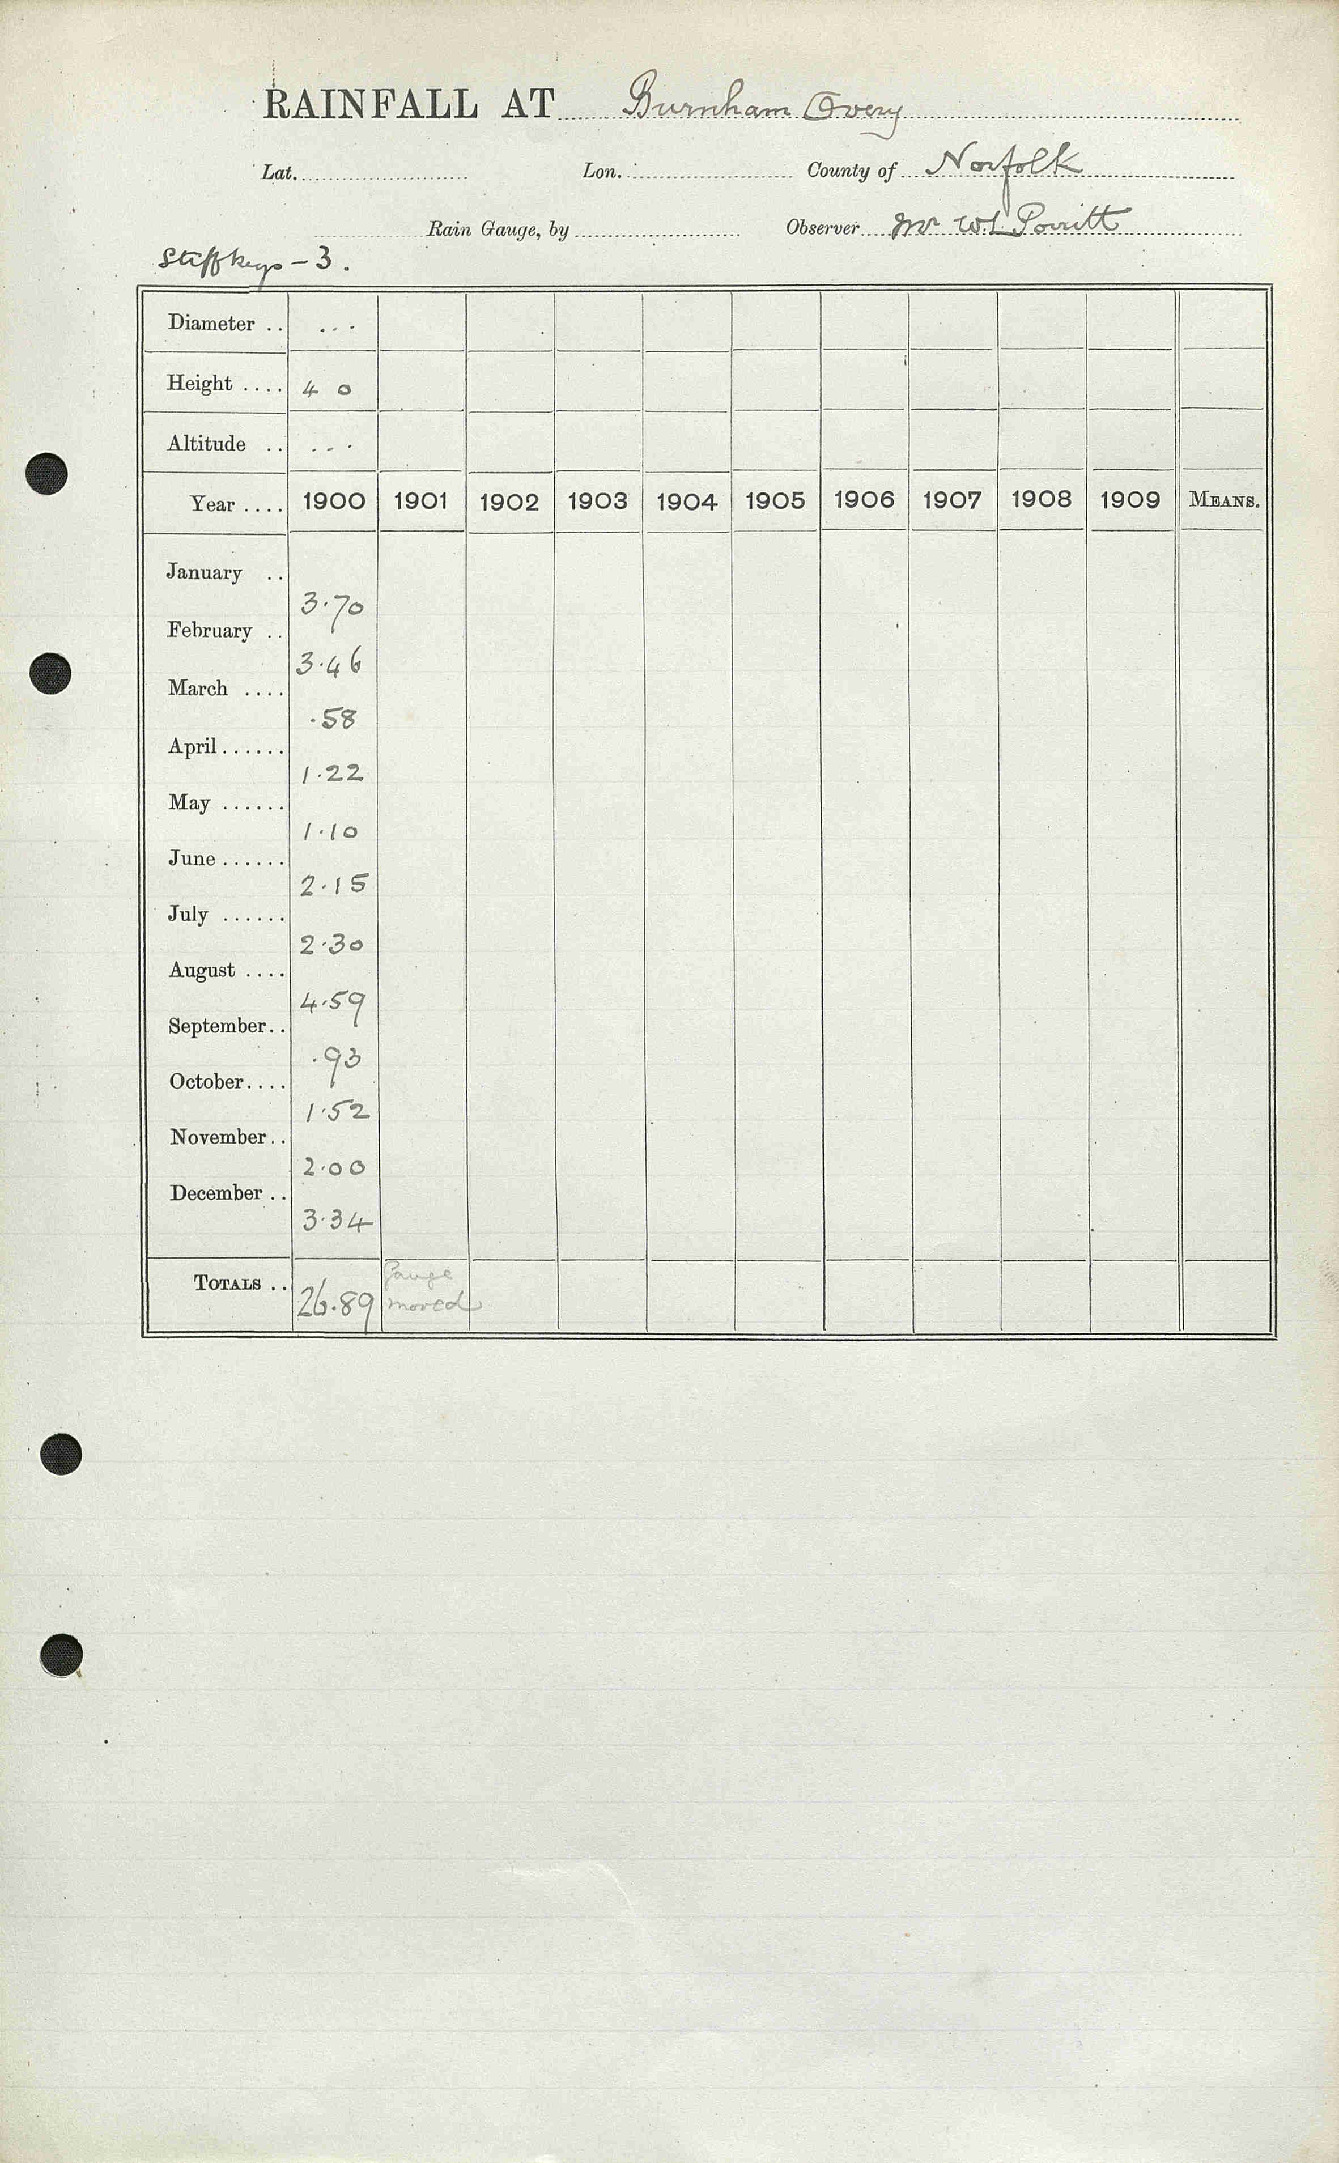 RAINFALL AT Burnham Overy
Lat. Lon. County of Norfolk
Rain Gauge, by Observer Mr W.L Porritt
Stiffkeys - 3.
Diameter .. ...
Height .... 4 0
Altitude .. ...
Year .... 1900 1901 1902 1903 1904 1905 1906 1907 1908 1909 MEANS.
January ..
3.70
February ..
3.46
March ....
.58
April......
1.22
May ......
1.10
June ......
2.15
July ......
2.30
August ....
4.59
September..
.93
October....
1.52
November..
2.00
December ..
3.34
TOTALS .. 26.89 Gauge
moved